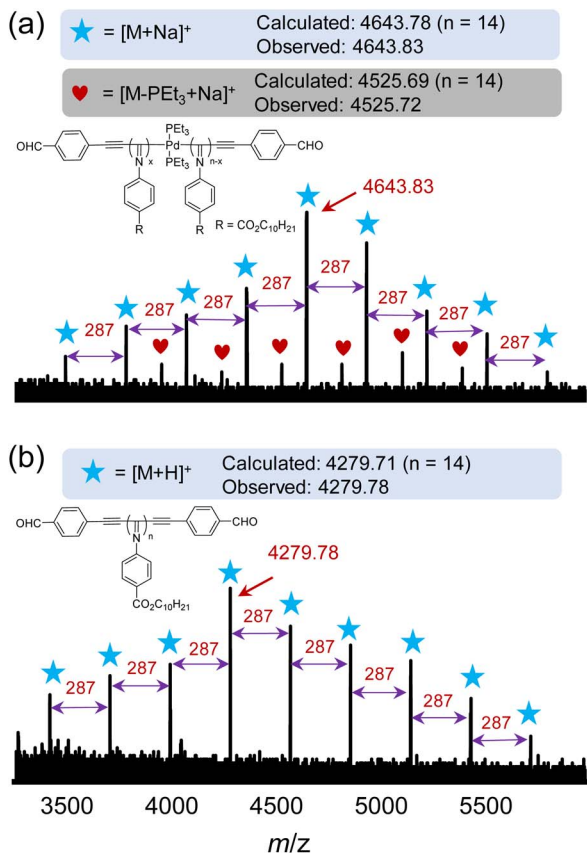 (a)
= [M+Na]⁺ Calculated: 4643.78 (n = 14)
Observed: 4643.83
= [M-PEt₃+Na]⁺ Calculated: 4525.69 (n = 14)
Observed: 4525.72
PEt₃
OHC ( )x Pd ( )n-x CHO
PEt₃
N N
R R
R = CO₂C₁₀H₂₁
4643.83
287 287 287 287 287 287 287 287
(b)
= [M+H]⁺ Calculated: 4279.71 (n = 14)
Observed: 4279.78
OHC ( )n CHO
N
CO₂C₁₀H₂₁
4279.78
287 287 287 287 287 287 287 287
3500 4000 4500 5000 5500
m/z